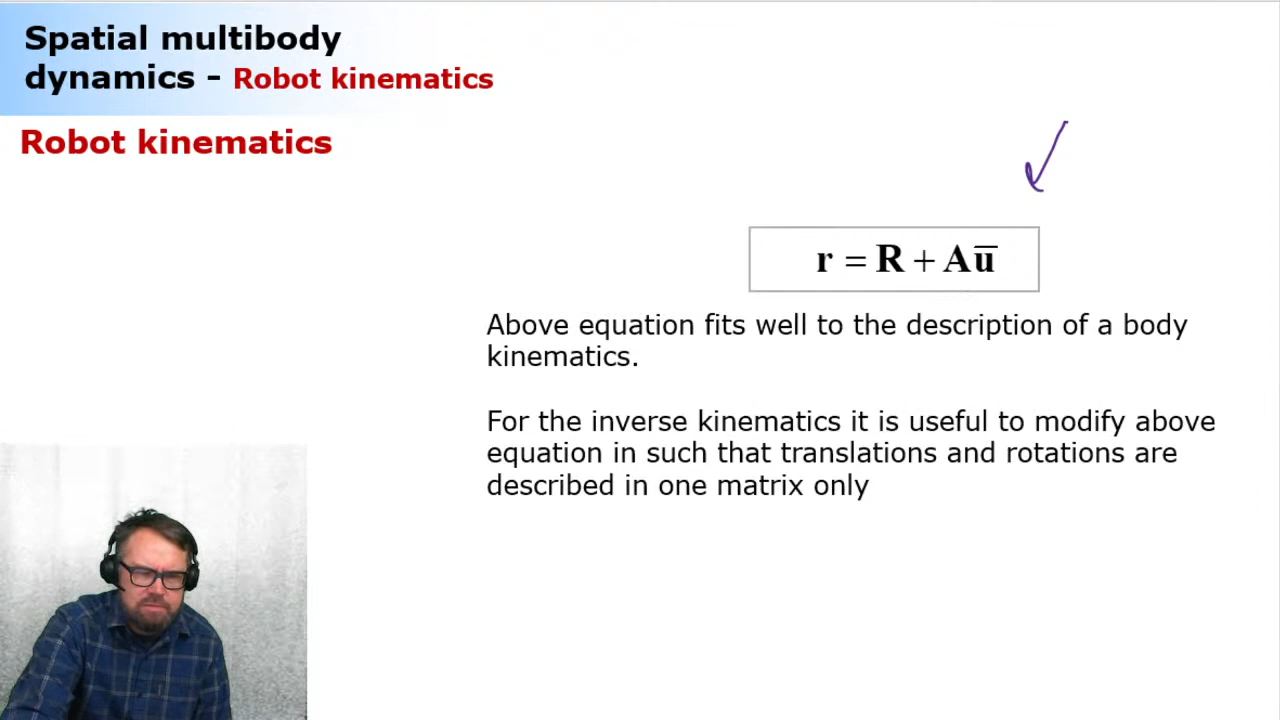 Spatial multibody
dynamics - Robot kinematics
Robot kinematics
r = R + Au̅
Above equation fits well to the description of a body
kinematics.
For the inverse kinematics it is useful to modify above
equation in such that translations and rotations are
described in one matrix only